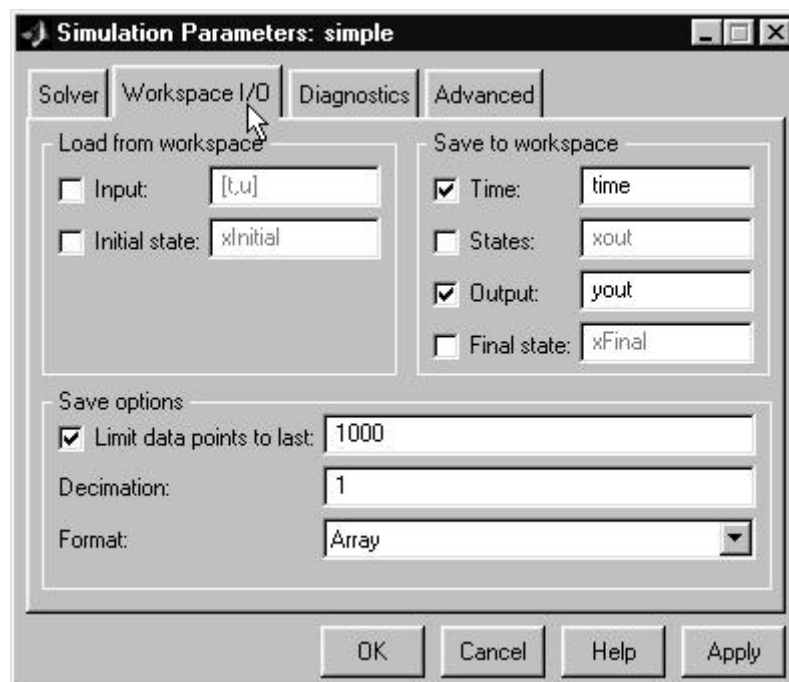 Simulation Parameters: simple
Solver Workspace I/O Diagnostics Advanced
Load from workspace
Input: [t,u]
Initial state: xInitial
Save to workspace
Time: time
States: xout
Output: yout
Final state: xFinal
Save options
Limit data points to last: 1000
Decimation: 1
Format: Array
OK Cancel Help Apply